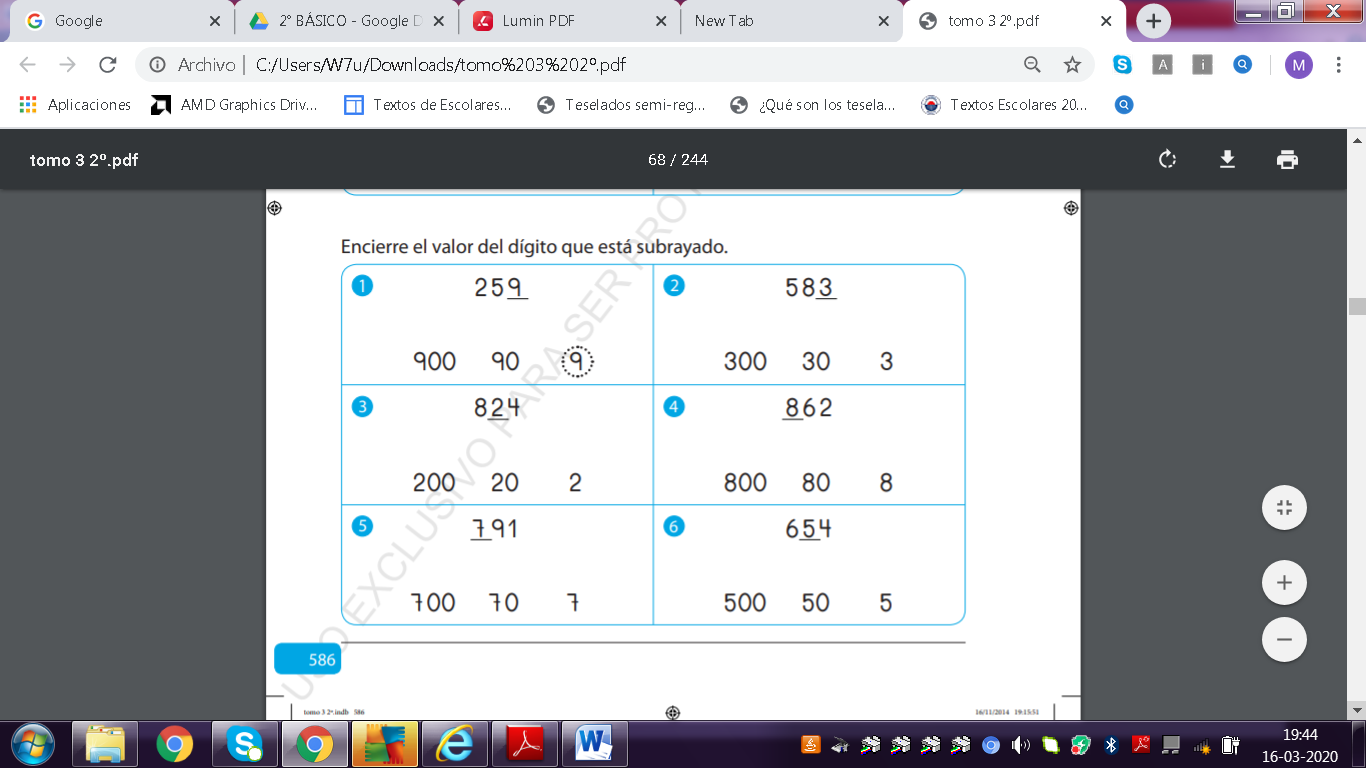 Google
2° BÁSICO - Google D
Lumin PDF
New Tab
tomo 3 2º.pdf
Archivo | C:/Users/W7u/Downloads/tomo%203%202º.pdf
A
i
M
Aplicaciones
AMD Graphics Driv...
Textos de Escolares...
Teselados semi-reg...
¿Qué son los tesela...
Textos Escolares 20...
tomo 3 2º.pdf
68 / 244
USO EXCLUSIVO PARA SER PROY
Encierre el valor del dígito que está subrayado.
1 259
900 90 9
2 583
300 30 3
3 824
200 20 2
4 862
800 80 8
5 791
700 70 7
6 654
500 50 5
586
tomo 3 2º.indb 586
16/11/2014 19:15:51
19:44
16-03-2020